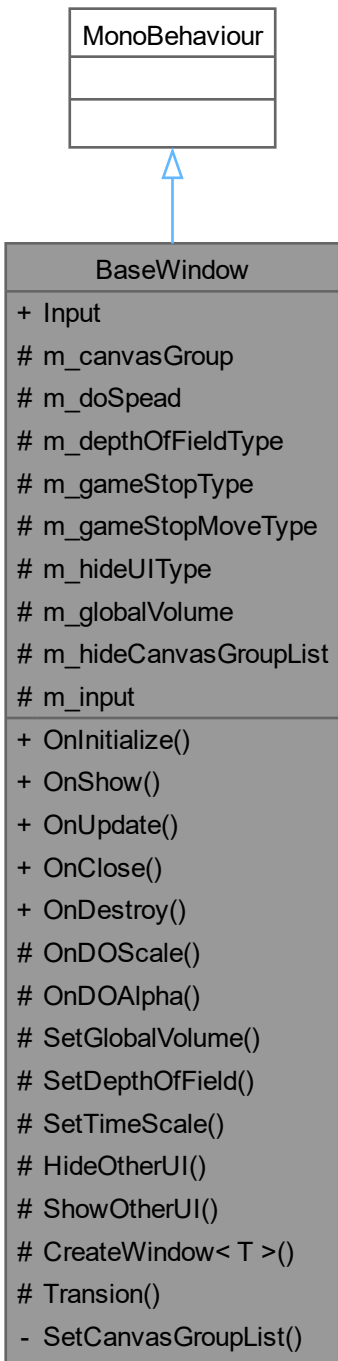 MonoBehaviour
BaseWindow
+ Input
# m_canvasGroup
# m_doSpead
# m_depthOfFieldType
# m_gameStopType
# m_gameStopMoveType
# m_hideUIType
# m_globalVolume
# m_hideCanvasGroupList
# m_input
+ OnInitialize()
+ OnShow()
+ OnUpdate()
+ OnClose()
+ OnDestroy()
# OnDOScale()
# OnDOAlpha()
# SetGlobalVolume()
# SetDepthOfField()
# SetTimeScale()
# HideOtherUI()
# ShowOtherUI()
# CreateWindow< T >()
# Transion()
- SetCanvasGroupList()